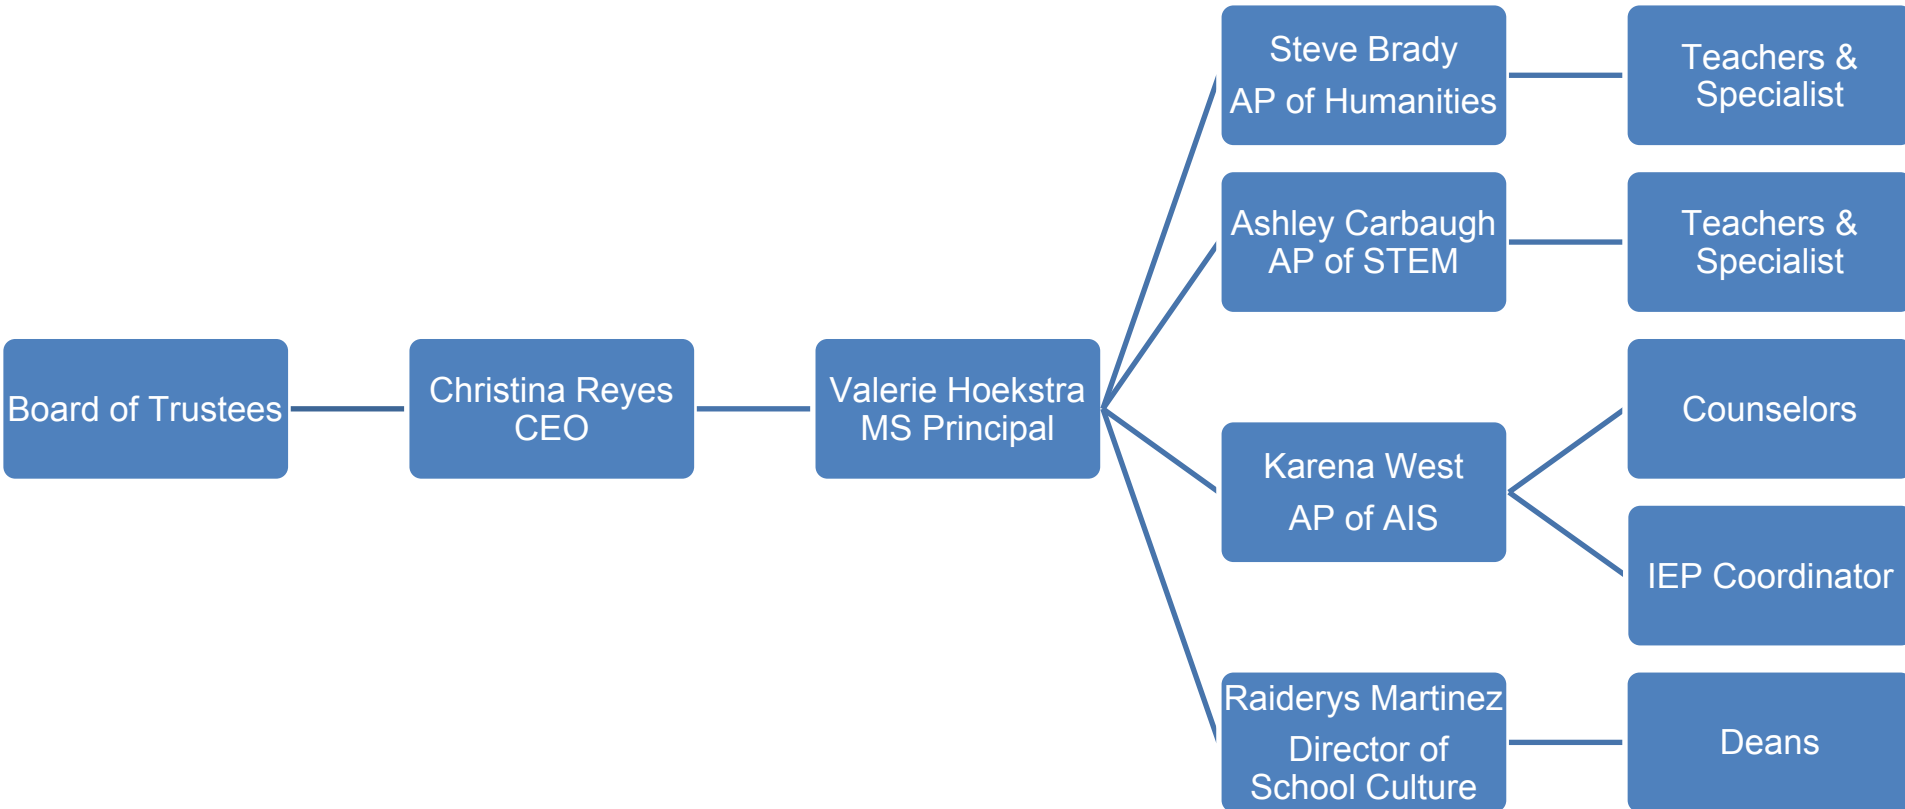 Board of Trustees
Christina Reyes
CEO
Valerie Hoekstra
MS Principal
Steve Brady
AP of Humanities
Teachers &
Specialist
Ashley Carbaugh
AP of STEM
Teachers &
Specialist
Karena West
AP of AIS
Counselors
IEP Coordinator
Raiderys Martinez
Director of
School Culture
Deans